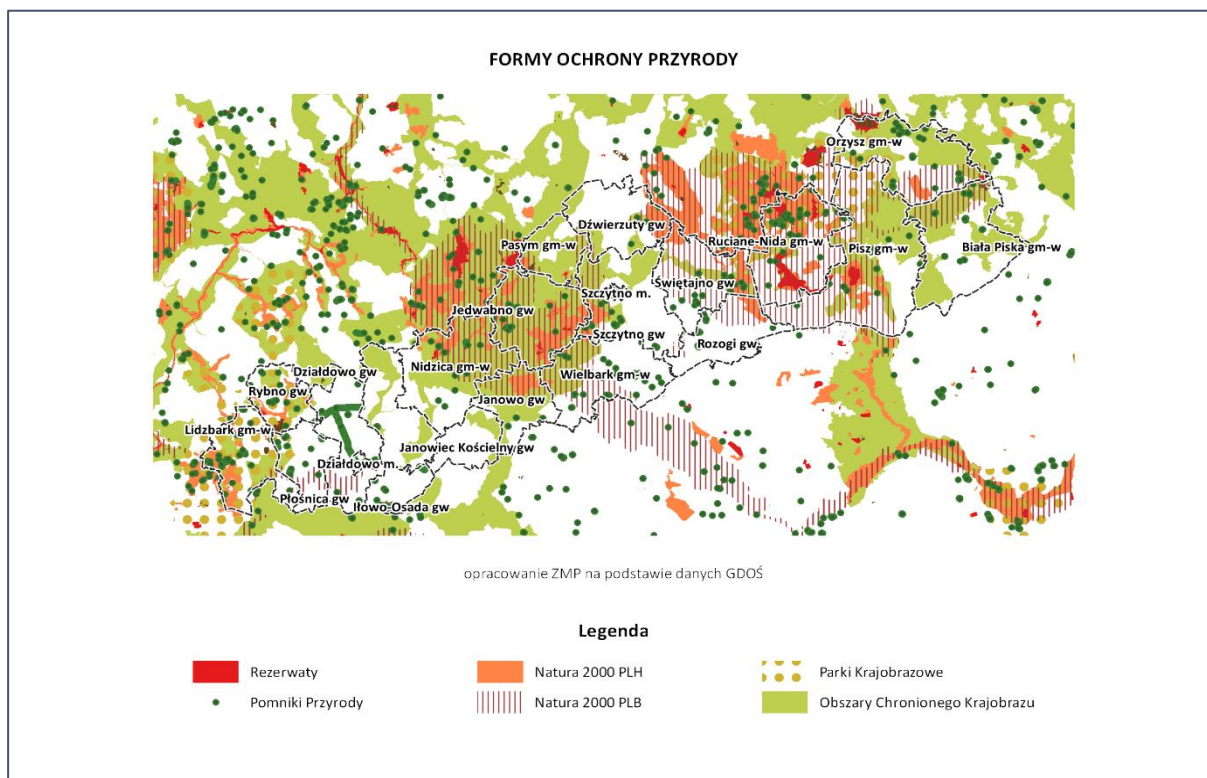 FORMY OCHRONY PRZYRODY
Orzysz gm-w
Dźwierzuty gw
Pasym gm-w
Ruciane-Nida gm-w
Pisz gm-w
Biała Piska gm-w
Świętajno gw
Szczytno m.
Jedwabno gw
Szczytno gw
Rozogi gw
Nidzica gm-w
Wielbark gm-w
Działdowo gw
Rybno gw
Janowo gw
Lidzbark gm-w
Janowiec Kościelny gw
Działdowo m.
Płośnica gw
Iłowo-Osada gw
opracowanie ZMP na podstawie danych GDOŚ
Legenda
Rezerwaty
Natura 2000 PLH
Parki Krajobrazowe
Pomniki Przyrody
Natura 2000 PLB
Obszary Chronionego Krajobrazu